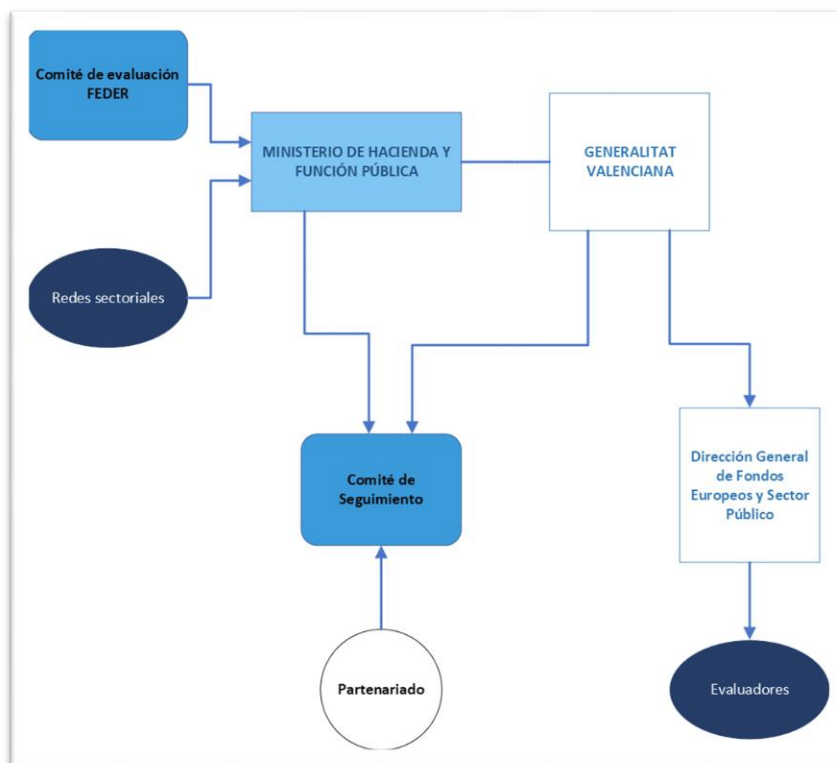 Comité de evaluación
FEDER
MINISTERIO DE HACIENDA Y
FUNCIÓN PÚBLICA
GENERALITAT
VALENCIANA
Redes sectoriales
Comité de
Seguimiento
Dirección General
de Fondos
Europeos y Sector
Público
Partenariado
Evaluadores